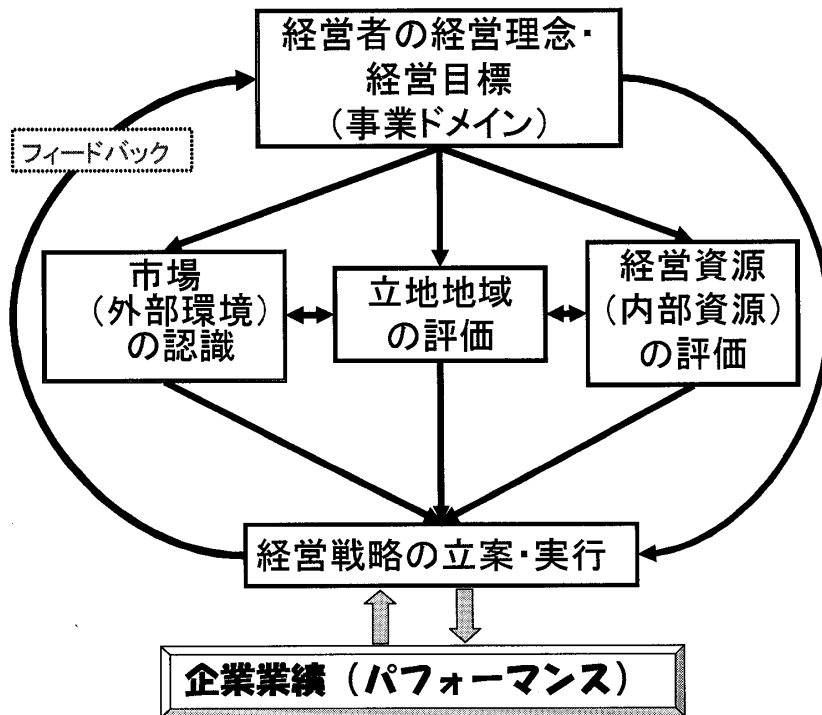 経営者の経営理念・
経営目標
(事業ドメイン)
フィードバック
市場
(外部環境)
の認識
立地地域
の評価
経営資源
(内部資源)
の評価
経営戦略の立案・実行
企業業績(パフォーマンス)